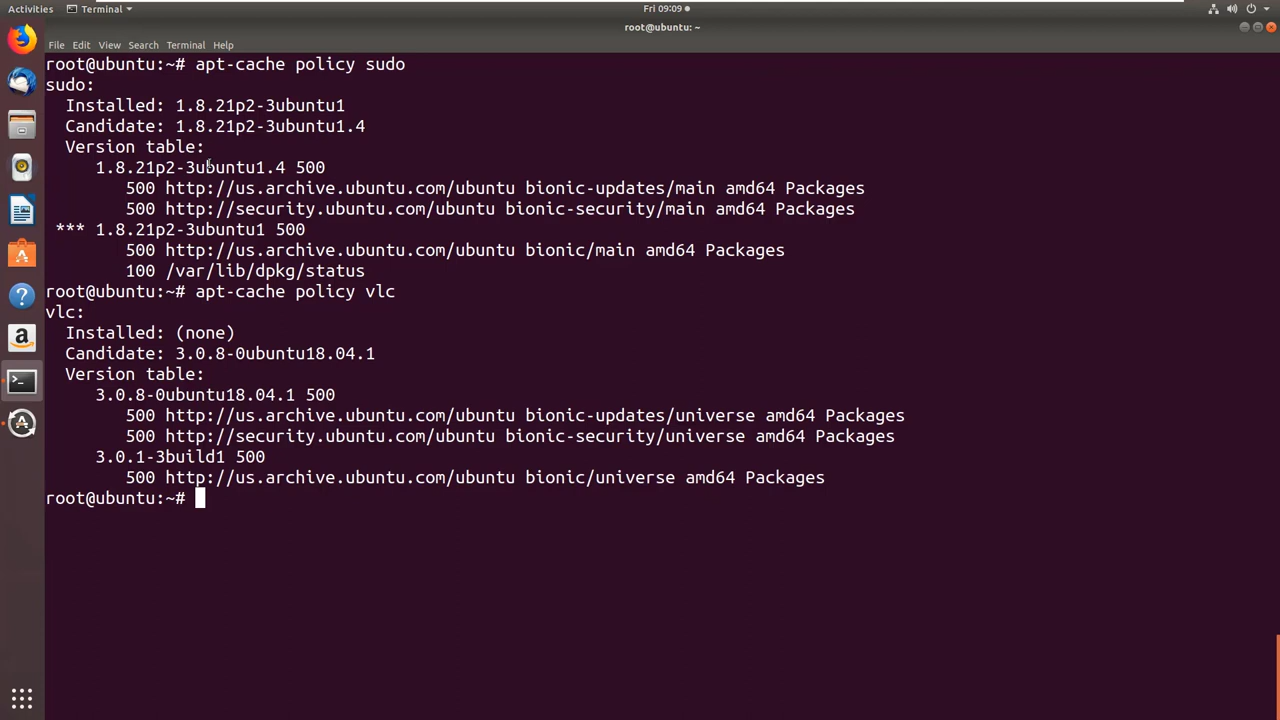 Activities
Terminal
Fri 09:09
root@ubuntu: ~
File Edit View Search Terminal Help
root@ubuntu:~# apt-cache policy sudo
sudo:
  Installed: 1.8.21p2-3ubuntu1
  Candidate: 1.8.21p2-3ubuntu1.4
  Version table:
     1.8.21p2-3ubuntu1.4 500
        500 http://us.archive.ubuntu.com/ubuntu bionic-updates/main amd64 Packages
        500 http://security.ubuntu.com/ubuntu bionic-security/main amd64 Packages
 *** 1.8.21p2-3ubuntu1 500
        500 http://us.archive.ubuntu.com/ubuntu bionic/main amd64 Packages
        100 /var/lib/dpkg/status
root@ubuntu:~# apt-cache policy vlc
vlc:
  Installed: (none)
  Candidate: 3.0.8-0ubuntu18.04.1
  Version table:
     3.0.8-0ubuntu18.04.1 500
        500 http://us.archive.ubuntu.com/ubuntu bionic-updates/universe amd64 Packages
        500 http://security.ubuntu.com/ubuntu bionic-security/universe amd64 Packages
     3.0.1-3build1 500
        500 http://us.archive.ubuntu.com/ubuntu bionic/universe amd64 Packages
root@ubuntu:~#